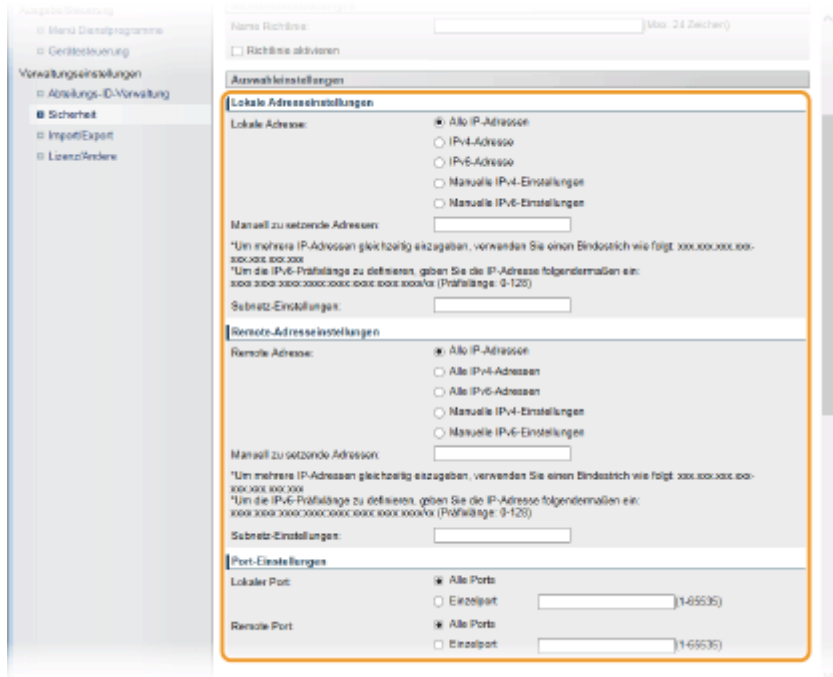 Ausgabe/Steuerung
Menü Dienstprogramme
Gerätesteuerung
Verwaltungseinstellungen
Abteilungs-ID-Verwaltung
Sicherheit
Import/Export
Lizenz/Andere
Name Richtlinie:
(Max. 24 Zeichen)
Richtlinie aktivieren
Auswahleinstellungen
Lokale Adresseinstellungen
Lokale Adresse:
Alle IP-Adressen
IPv4-Adresse
IPv6-Adresse
Manuelle IPv4-Einstellungen
Manuelle IPv6-Einstellungen
Manuell zu setzende Adressen:
*Um mehrere IP-Adressen gleichzeitig einzugeben, verwenden Sie einen Bindestrich wie folgt: xxx.xxx.xxx.xxx-
xxx.xxx.xxx.xxx
*Um die IPv6-Präfixlänge zu definieren, geben Sie die IP-Adresse folgendermaßen ein:
xxxx:xxxx:xxxx:xxxx:xxxx:xxxx:xxxx:xxxx/xx (Präfixlänge: 0-128)
Subnetz-Einstellungen:
Remote-Adresseinstellungen
Remote Adresse:
Alle IP-Adressen
Alle IPv4-Adressen
Alle IPv6-Adressen
Manuelle IPv4-Einstellungen
Manuelle IPv6-Einstellungen
Manuell zu setzende Adressen:
*Um mehrere IP-Adressen gleichzeitig einzugeben, verwenden Sie einen Bindestrich wie folgt: xxx.xxx.xxx.xxx-
xxx.xxx.xxx.xxx
*Um die IPv6-Präfixlänge zu definieren, geben Sie die IP-Adresse folgendermaßen ein:
xxxx:xxxx:xxxx:xxxx:xxxx:xxxx:xxxx:xxxx/xx (Präfixlänge: 0-128)
Subnetz-Einstellungen:
Port-Einstellungen
Lokaler Port:
Alle Ports
Einzelport
(1-65535)
Remote Port:
Alle Ports
Einzelport
(1-65535)